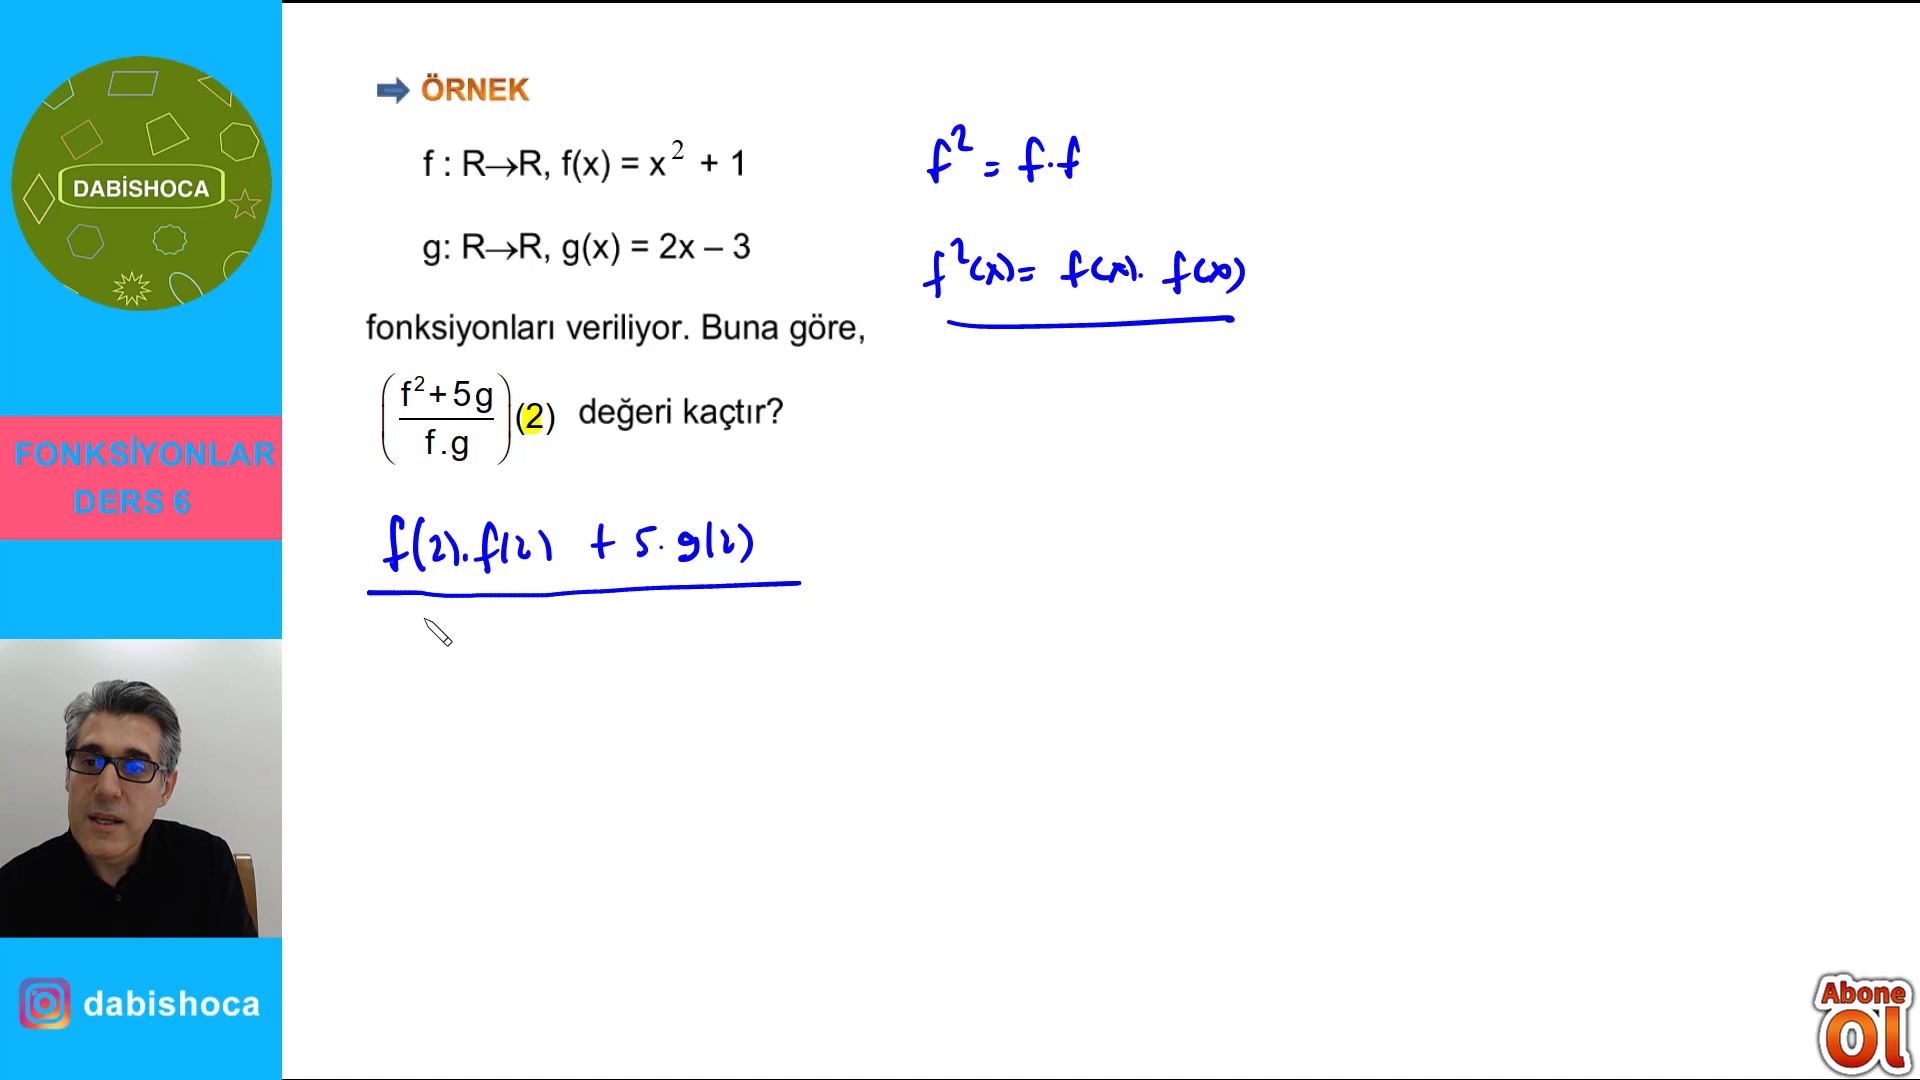 DABİSHOCA
FONKSİYONLAR
DERS 6
dabishoca
ÖRNEK
f : R→R, f(x) = x² + 1
g: R→R, g(x) = 2x – 3
fonksiyonları veriliyor. Buna göre,
(f² + 5g / f . g)(2) değeri kaçtır?
f(2).f(2) + 5.g(2)
f² = f.f
f²(x) = f(x). f(x)
Abone
Ol